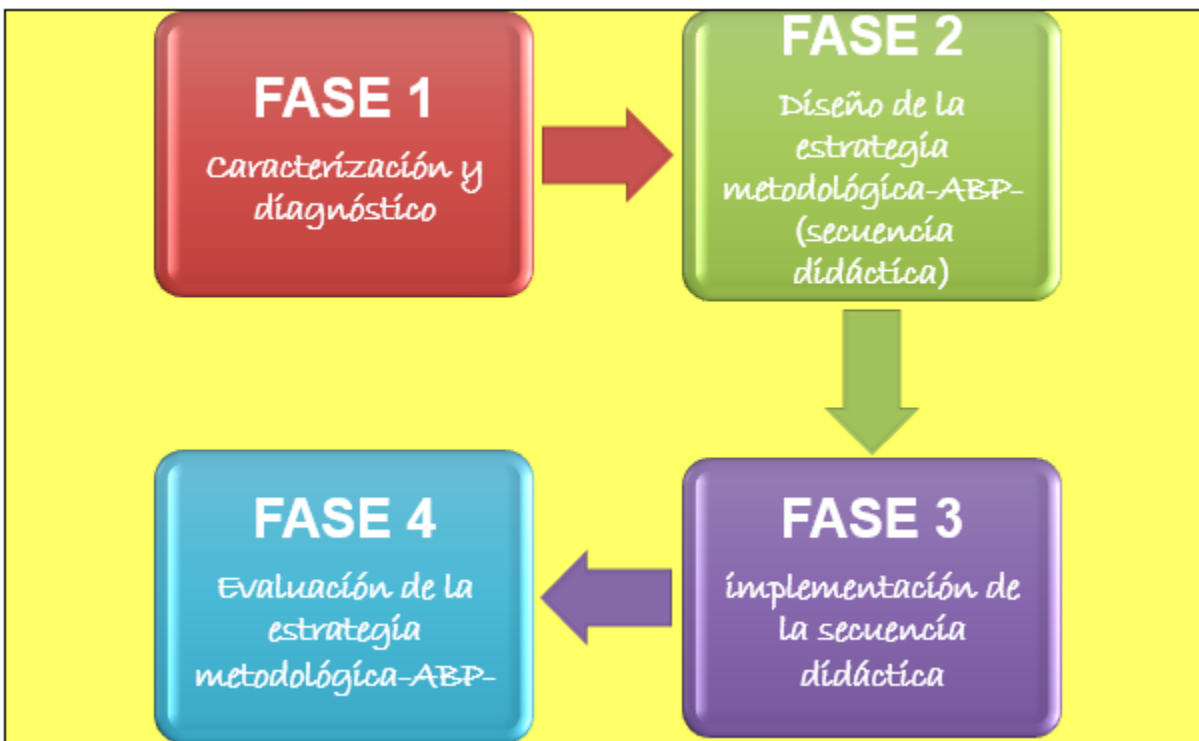 FASE 1
Caracterización y
diagnóstico
FASE 2
Diseño de la
estrategia
metodológica-ABP-
(secuencia
didáctica)
FASE 3
implementación de
la secuencia
didáctica
FASE 4
Evaluación de la
estrategia
metodológica-ABP-